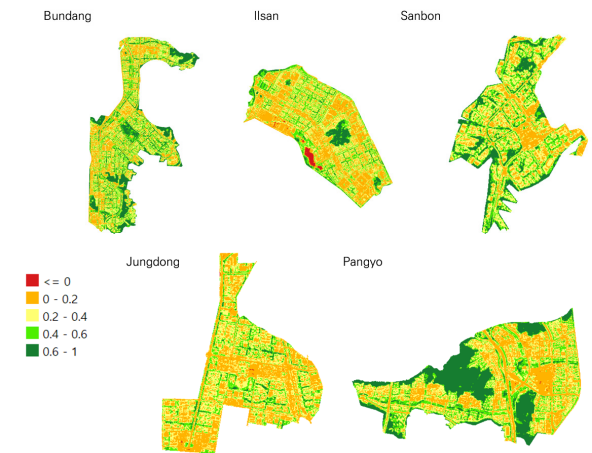 Bundang
Ilsan
Sanbon
Jungdong
Pangyo
<= 0
0 - 0.2
0.2 - 0.4
0.4 - 0.6
0.6 - 1